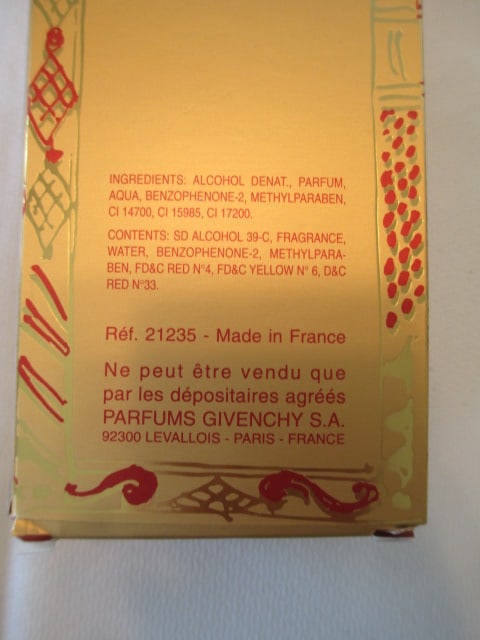 INGREDIENTS: ALCOHOL DENAT., PARFUM,
AQUA, BENZOPHENONE-2, METHYLPARABEN,
CI 14700, CI 15985, CI 17200.
CONTENTS: SD ALCOHOL 39-C, FRAGRANCE,
WATER, BENZOPHENONE-2, METHYLPARA-
BEN, FD&C RED N°4, FD&C YELLOW N° 6, D&C
RED N°33.
Réf. 21235 - Made in France
Ne peut être vendu que
par les dépositaires agréés
PARFUMS GIVENCHY S.A.
92300 LEVALLOIS - PARIS - FRANCE